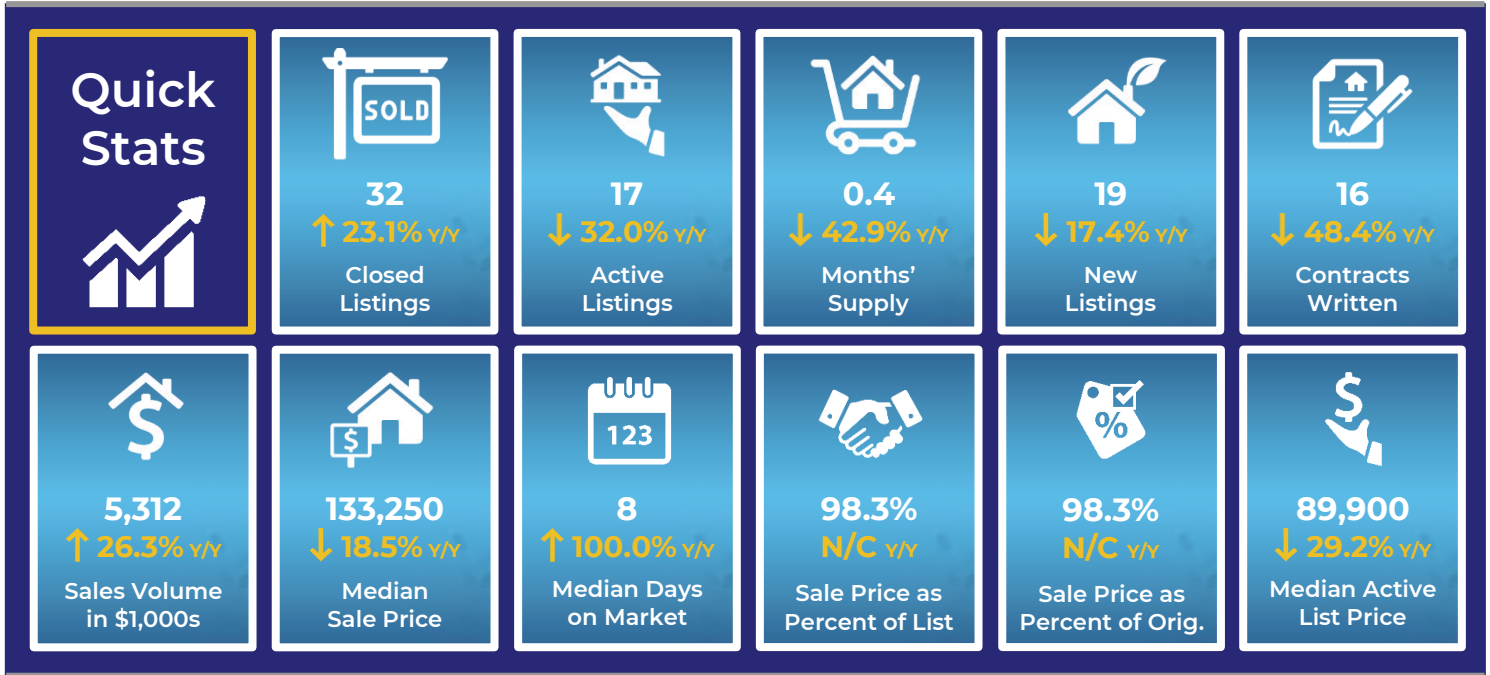 Quick
Stats
SOLD
32
↑ 23.1% Y/Y
Closed
Listings
17
↓ 32.0% Y/Y
Active
Listings
0.4
↓ 42.9% Y/Y
Months’
Supply
19
↓ 17.4% Y/Y
New
Listings
16
↓ 48.4% Y/Y
Contracts
Written
$
5,312
↑ 26.3% Y/Y
Sales Volume
in $1,000s
$
133,250
↓ 18.5% Y/Y
Median
Sale Price
123
8
↑ 100.0% Y/Y
Median Days
on Market
98.3%
N/C Y/Y
Sale Price as
Percent of List
%
98.3%
N/C Y/Y
Sale Price as
Percent of Orig.
$
89,900
↓ 29.2% Y/Y
Median Active
List Price